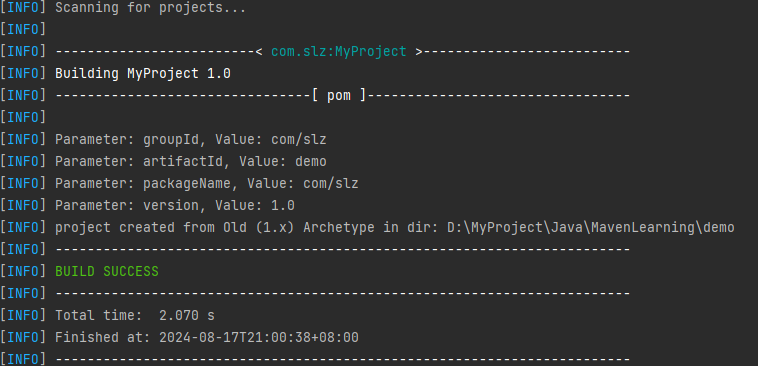 [INFO] Scanning for projects...
[INFO]
[INFO] -------------------------< com.slz:MyProject >--------------------------
[INFO] Building MyProject 1.0
[INFO] --------------------------------[ pom ]---------------------------------
[INFO]
[INFO] Parameter: groupId, Value: com/slz
[INFO] Parameter: artifactId, Value: demo
[INFO] Parameter: packageName, Value: com/slz
[INFO] Parameter: version, Value: 1.0
[INFO] project created from Old (1.x) Archetype in dir: D:\MyProject\Java\MavenLearning\demo
[INFO] ------------------------------------------------------------------------
[INFO] BUILD SUCCESS
[INFO] ------------------------------------------------------------------------
[INFO] Total time:  2.070 s
[INFO] Finished at: 2024-08-17T21:00:38+08:00
[INFO] ------------------------------------------------------------------------